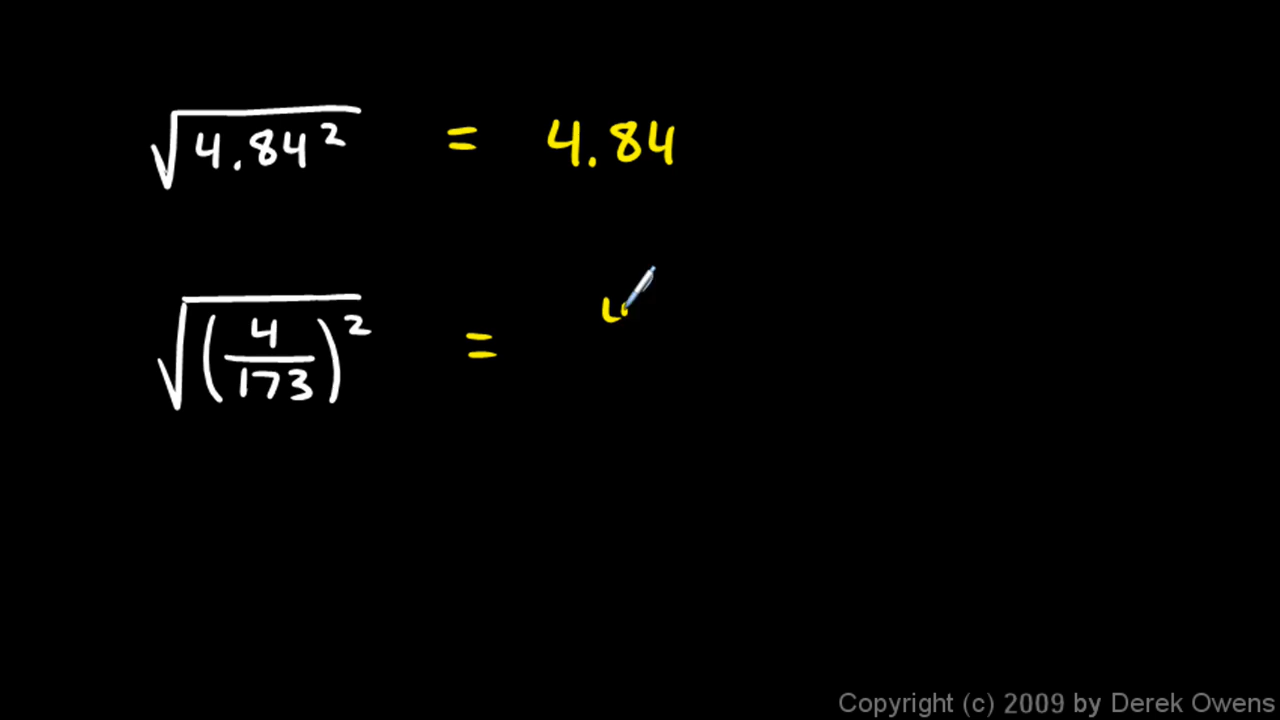 √4.84² = 4.84
√(4/173)² =
Copyright (c) 2009 by Derek Owens